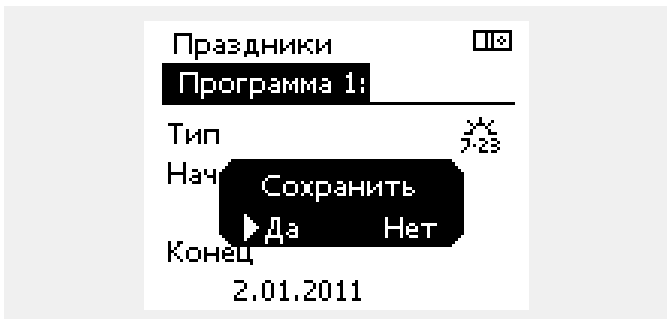 Праздники
Программа 1:
Тип
7-23
Нач
Сохранить
Да Нет
Конец
2.01.2011